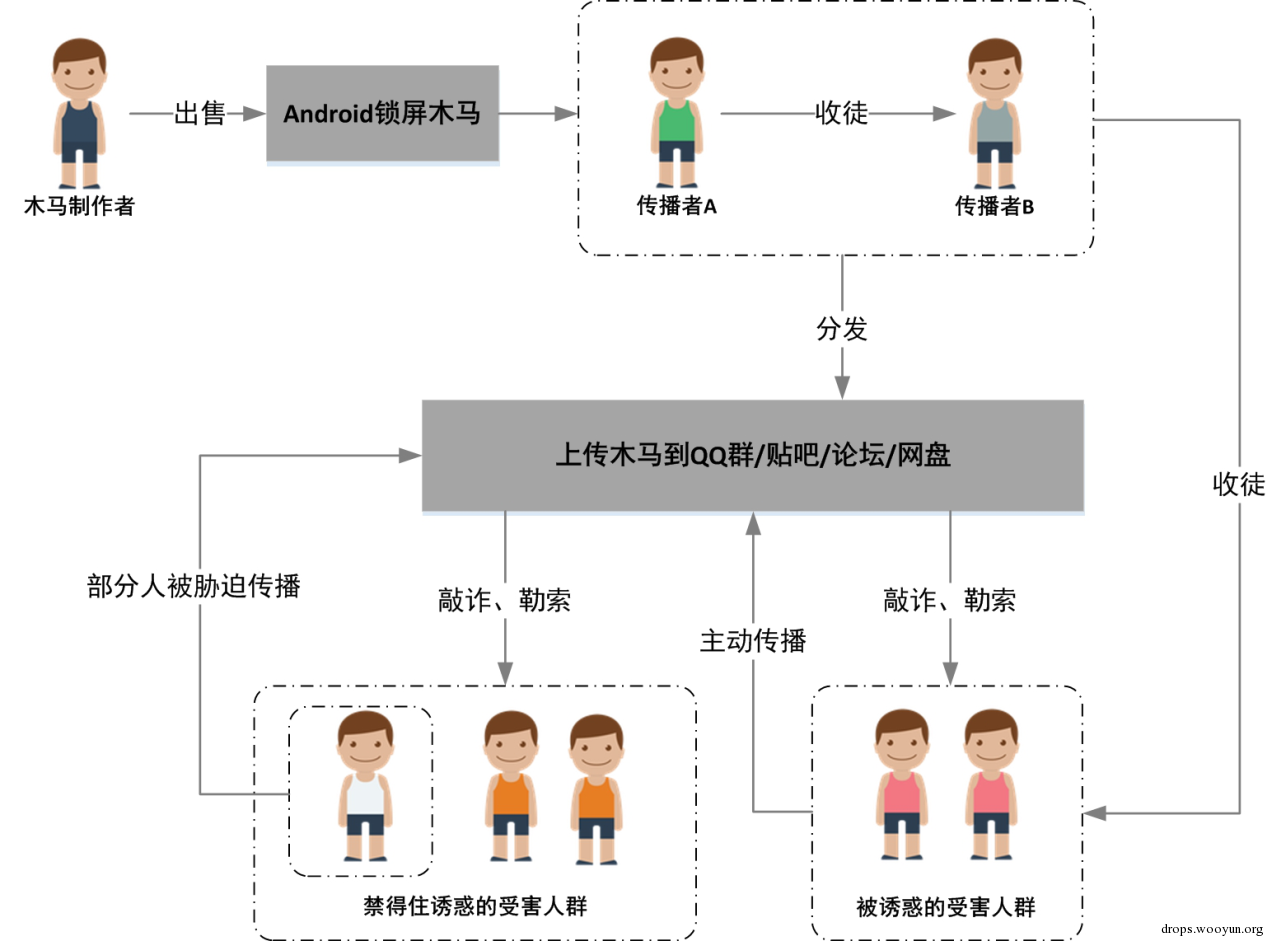 出售
Android锁屏木马
收徒
木马制作者
传播者A
传播者B
分发
上传木马到QQ群/贴吧/论坛/网盘
收徒
部分人被胁迫传播
敲诈、勒索
敲诈、勒索
主动传播
禁得住诱惑的受害人群
被诱惑的受害人群
drops.wooyun.org